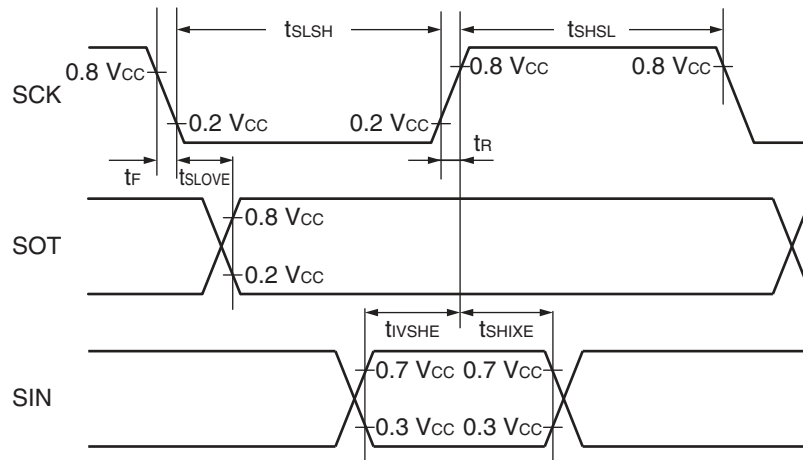 tSLSH tSHSL
0.8 VCC 0.8 VCC 0.8 VCC
SCK
0.2 VCC 0.2 VCC
tF tSLOVE tR
SOT
0.8 VCC
0.2 VCC
tIVSHE tSHIXE
0.7 VCC 0.7 VCC
SIN
0.3 VCC 0.3 VCC